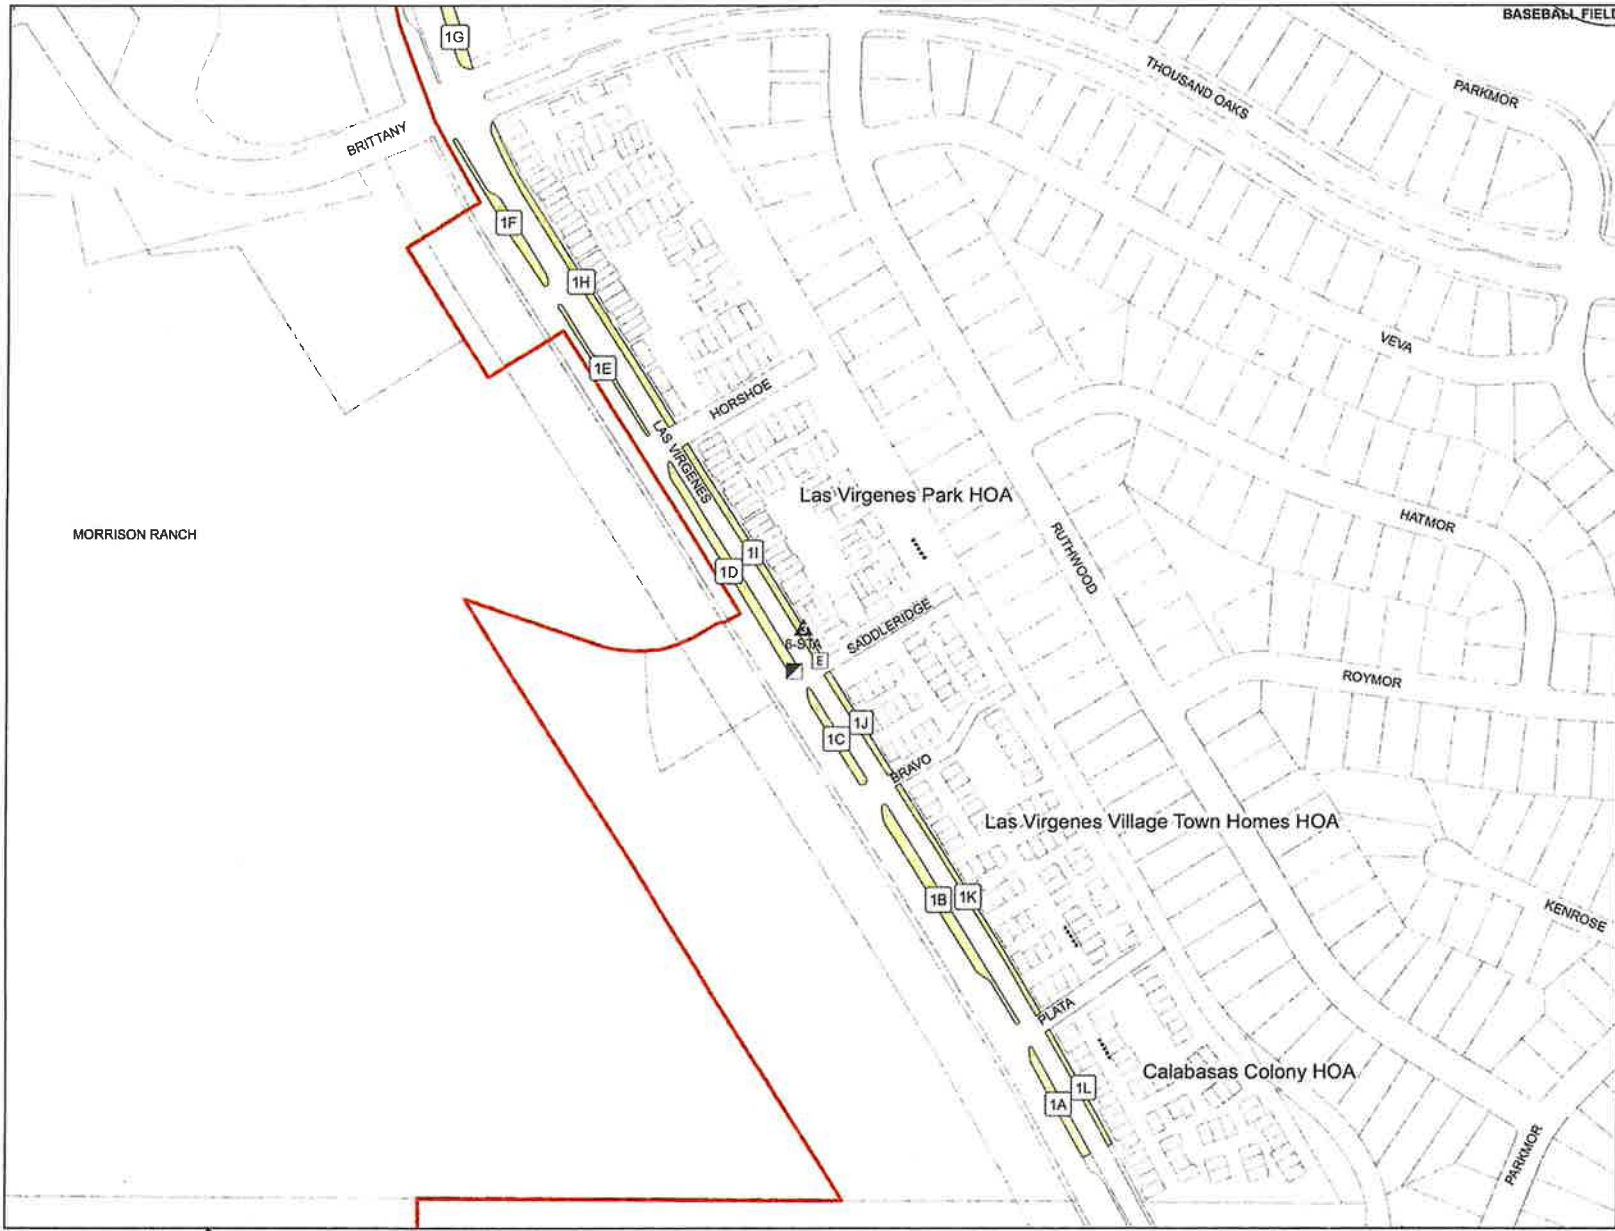 BASEBALL FIELD
1G
THOUSAND OAKS
PARKMOR
BRITTANY
1F
1H
VEVA
1E
HORSHOE
LAS VIRGENES
Las Virgenes Park HOA
HATMOR
MORRISON RANCH
RUTHWOOD
1I
1D
SADDLERIDGE
6-STA
E
ROYMOR
1J
1C
BRAVO
Las Virgenes Village Town Homes HOA
1B
1K
KENROSE
PLATA
Calabasas Colony HOA
1L
1A
PARKMOR